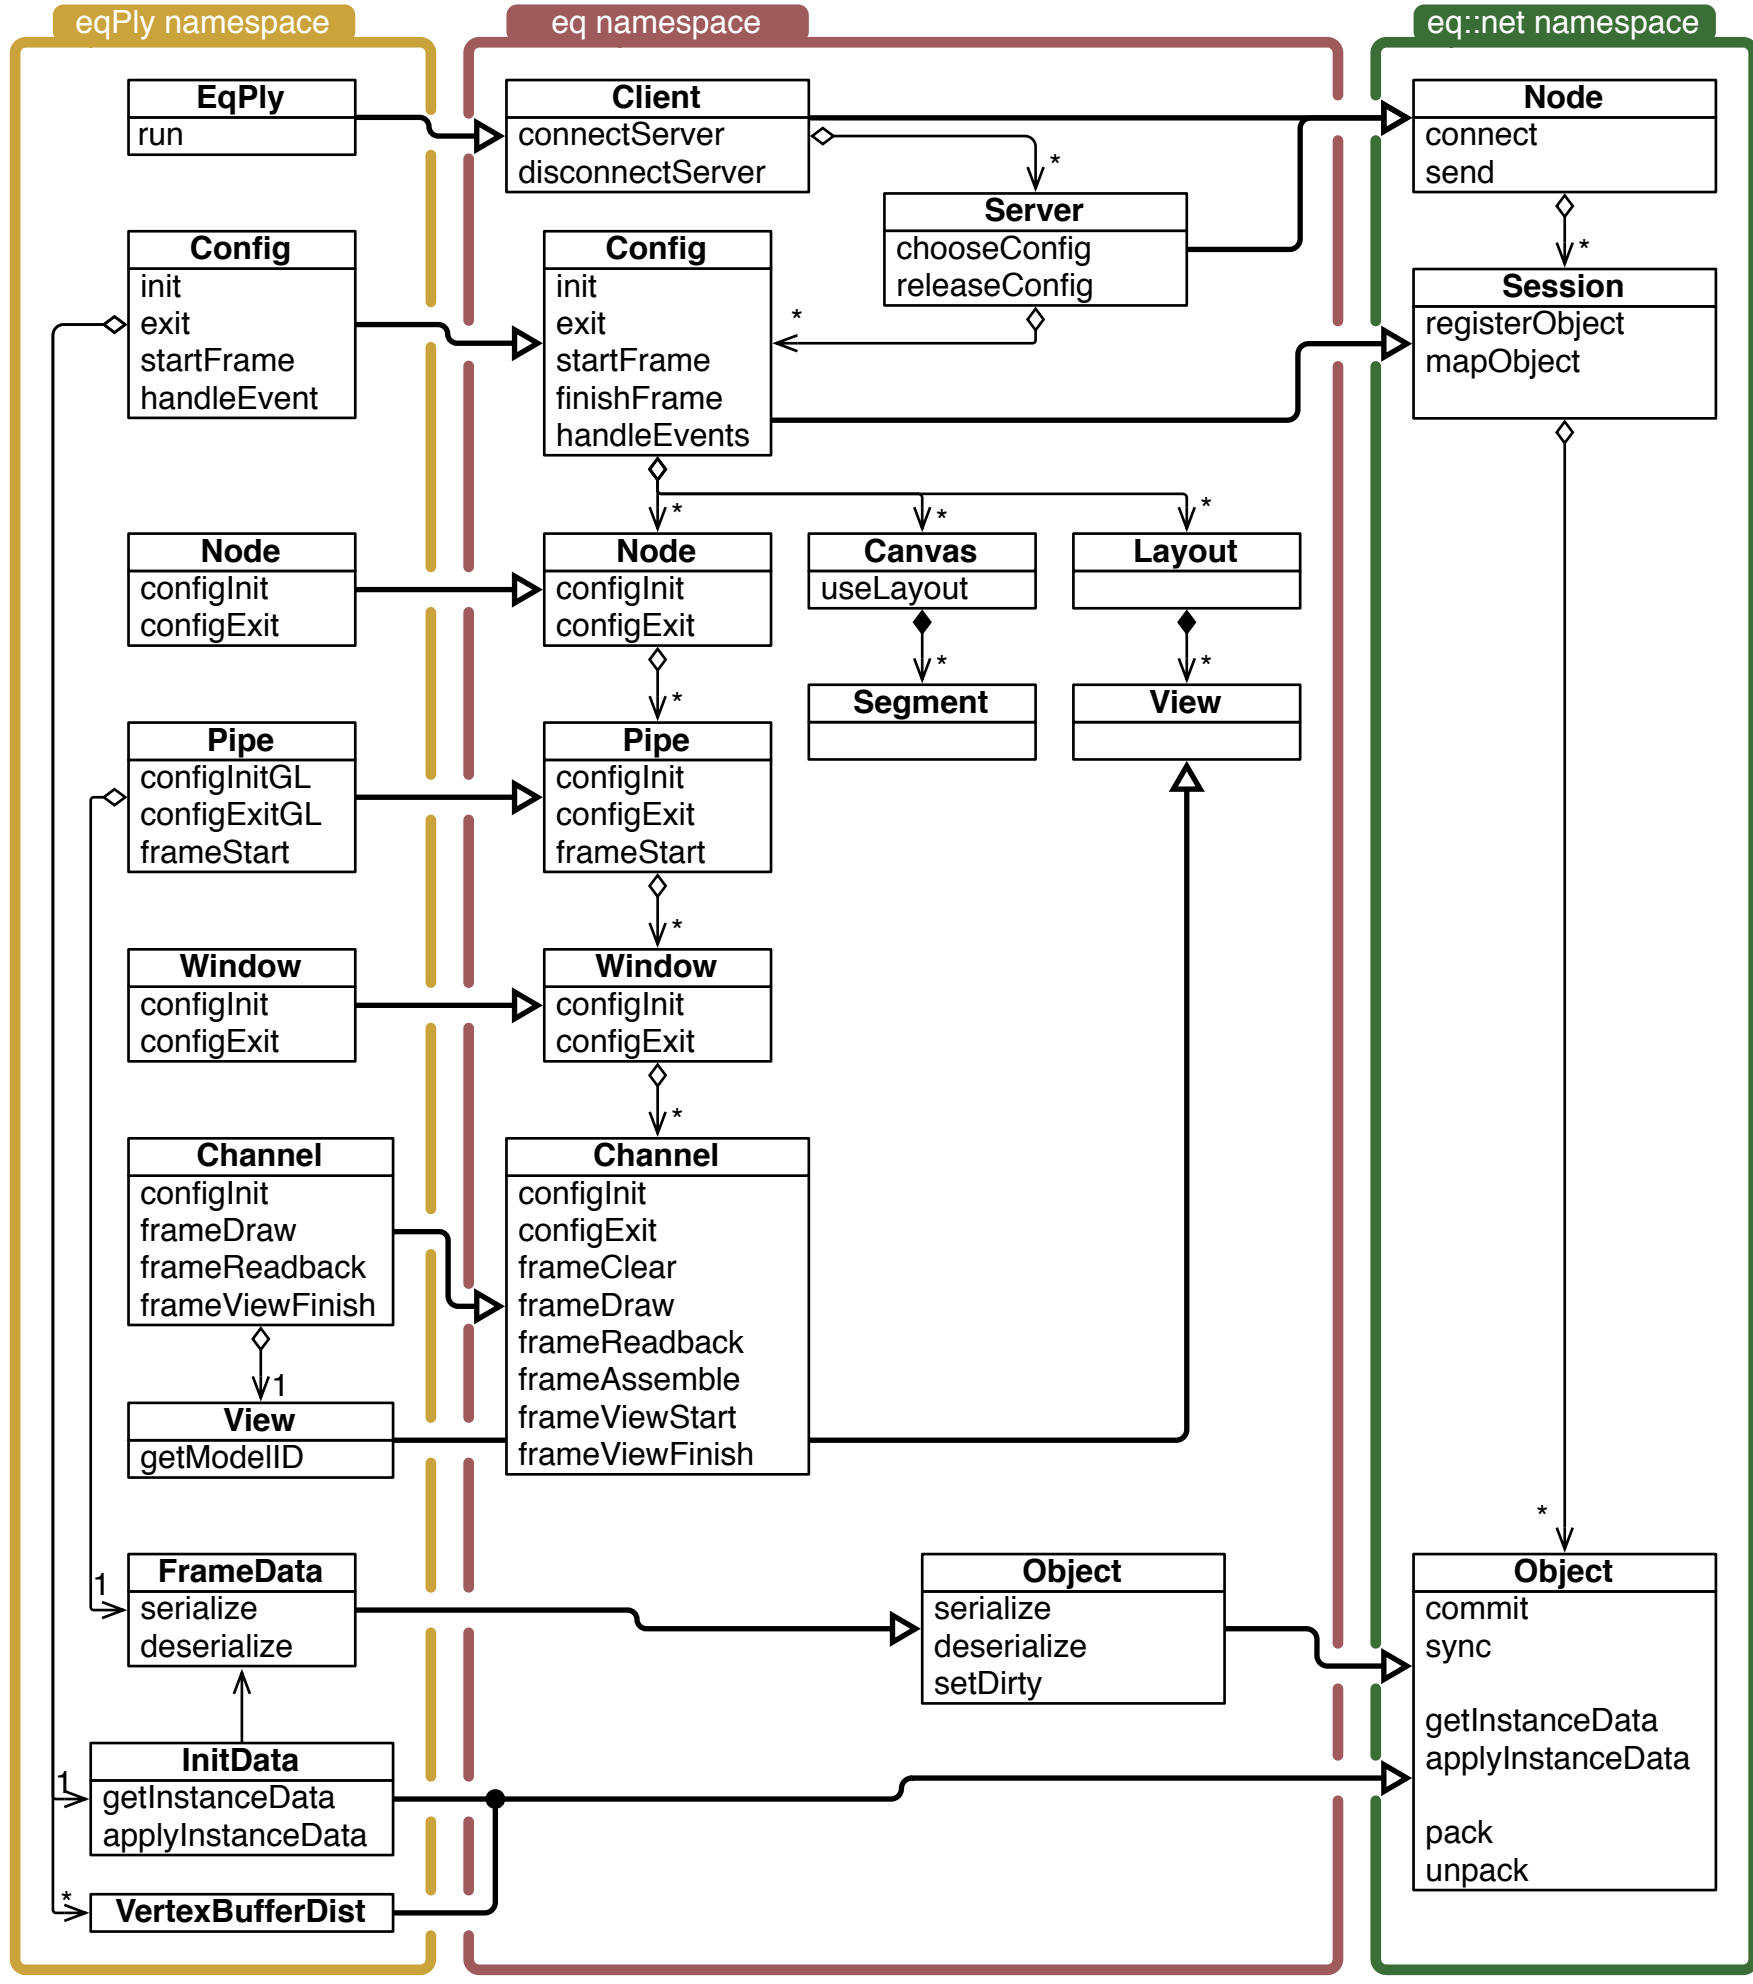 eqPly namespace
eq namespace
eq::net namespace
EqPly
run
Client
connectServer
disconnectServer
*
Node
connect
send
*
Server
chooseConfig
releaseConfig
*
Config
init
exit
startFrame
handleEvent
Config
init
exit
startFrame
finishFrame
handleEvents
Session
registerObject
mapObject
*
*
*
Node
configInit
configExit
Node
configInit
configExit
*
Canvas
useLayout
*
Layout
*
Segment
View
Pipe
configInitGL
configExitGL
frameStart
Pipe
configInit
configExit
frameStart
*
Window
configInit
configExit
Window
configInit
configExit
*
Channel
configInit
frameDraw
frameReadback
frameViewFinish
1
Channel
configInit
configExit
frameClear
frameDraw
frameReadback
frameAssemble
frameViewStart
frameViewFinish
View
getModelID
*
1
FrameData
serialize
deserialize
Object
serialize
deserialize
setDirty
Object
commit
sync
getInstanceData
applyInstanceData
pack
unpack
1
InitData
getInstanceData
applyInstanceData
*
VertexBufferDist